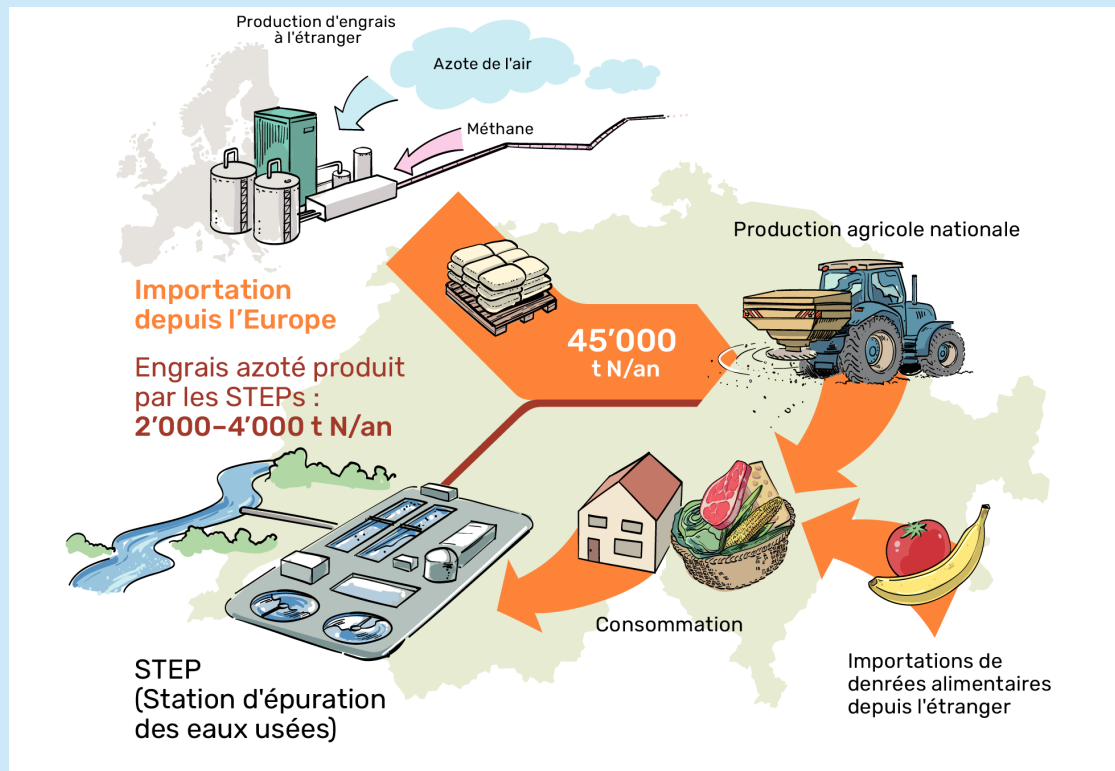 Production d'engrais
à l'étranger
Azote de l'air
Méthane
Production agricole nationale
Importation
depuis l’Europe
45’000
t N/an
Engrais azoté produit
par les STEPs :
2’000–4’000 t N/an
Consommation
STEP
(Station d'épuration
des eaux usées)
Importations de
denrées alimentaires
depuis l'étranger